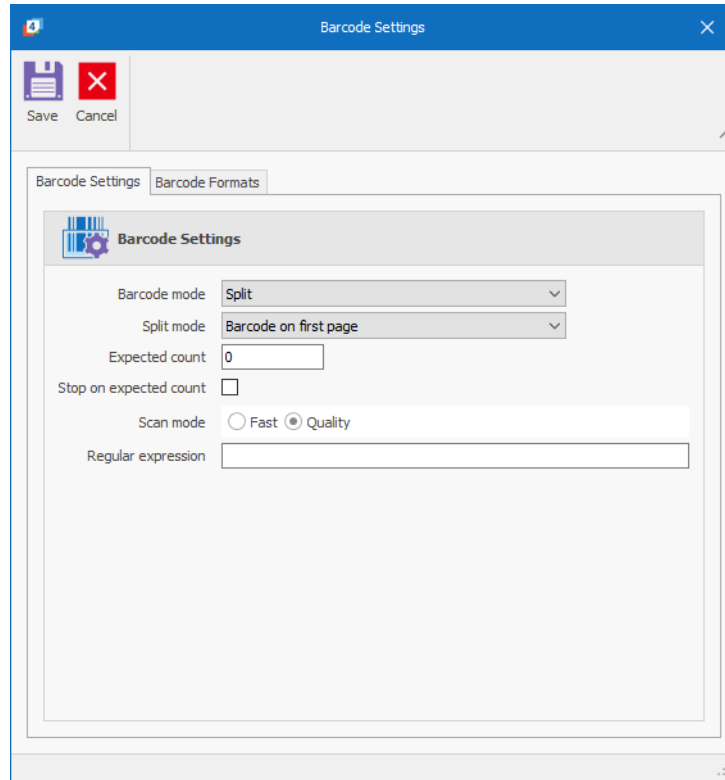 4 Barcode Settings
Save Cancel
Barcode Settings Barcode Formats
Barcode Settings
Barcode mode Split
Split mode Barcode on first page
Expected count 0
Stop on expected count
Scan mode Fast Quality
Regular expression